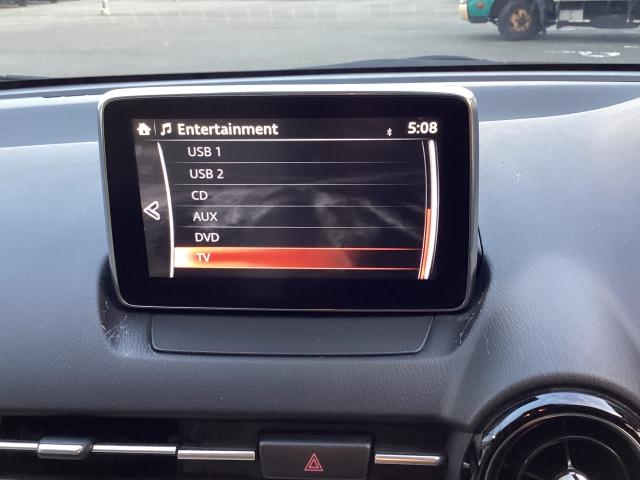 Entertainment 5:08
USB 1
USB 2
CD
AUX
DVD
TV